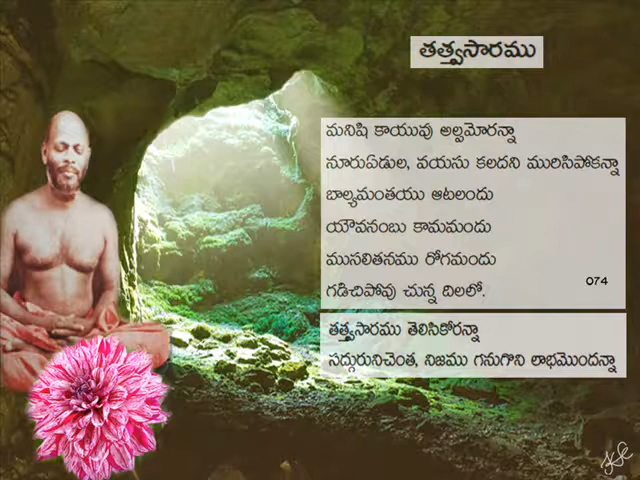 తత్త్వసారము
మనిషి కాయువు అల్పమోరన్నా
నూరుఏడుల, వయసు కలదని మురిసిపోకన్నా
బాల్యమంతయు ఆటలందు
యౌవనంబు కామమందు
ముసలితనము రోగమందు
గడిచిపోవు చున్న దిలలో.
074
తత్త్వసారము తెలిసికోరన్నా
సద్గురునిచెంత, నిజము గనుగొని లాభమొందన్నా